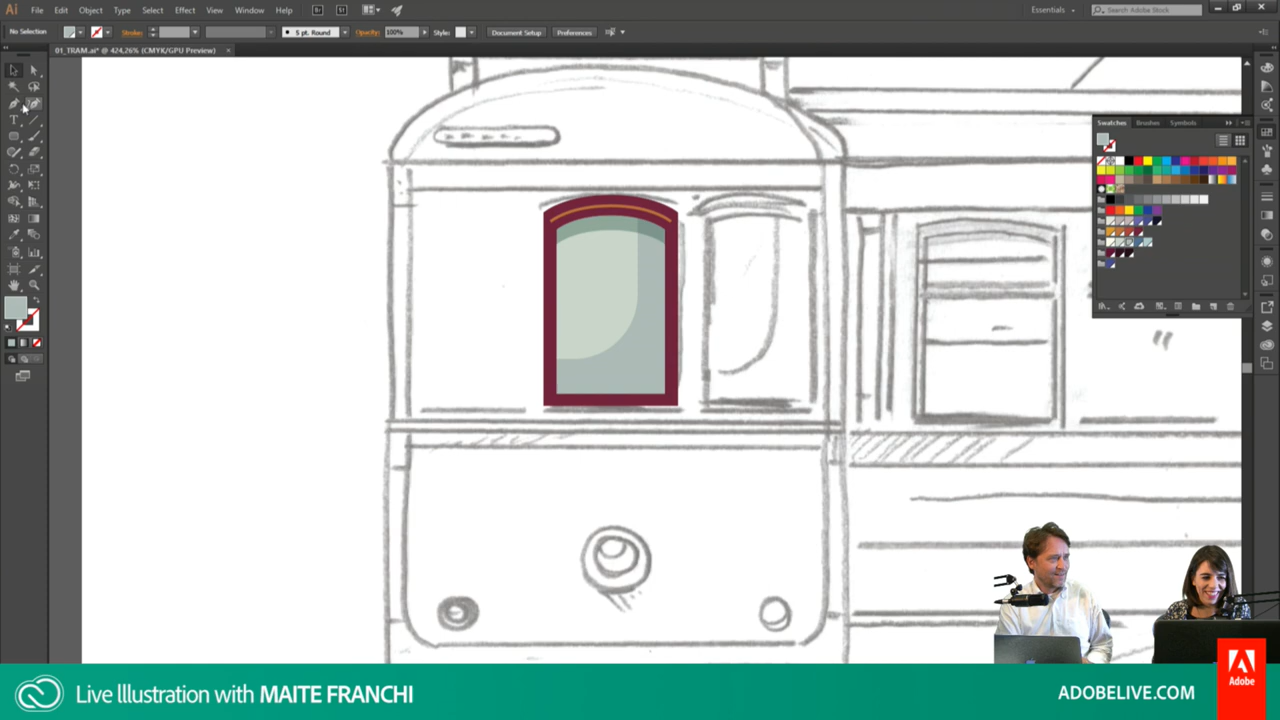 Ai File Edit Object Type Select Effect View Window Help Br St Essentials Search Adobe Stock
No Selection Stroke: 5 pt. Round Opacity: 100% Style: Document Setup Preferences
01_TRAM.ai* @ 424,26% (CMYK/GPU Preview) ×
Swatches Brushes Symbols
T
Live Illustration with MAITE FRANCHI
ADOBELIVE.COM
Adobe